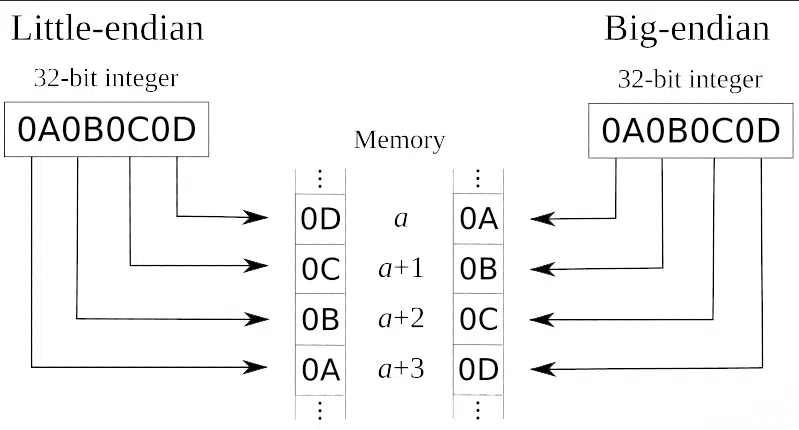 Little-endian
Big-endian
32-bit integer
32-bit integer
0A0B0C0D
0A0B0C0D
Memory
⋮ ⋮
0D a 0A
0C a+1 0B
0B a+2 0C
0A a+3 0D
⋮ ⋮